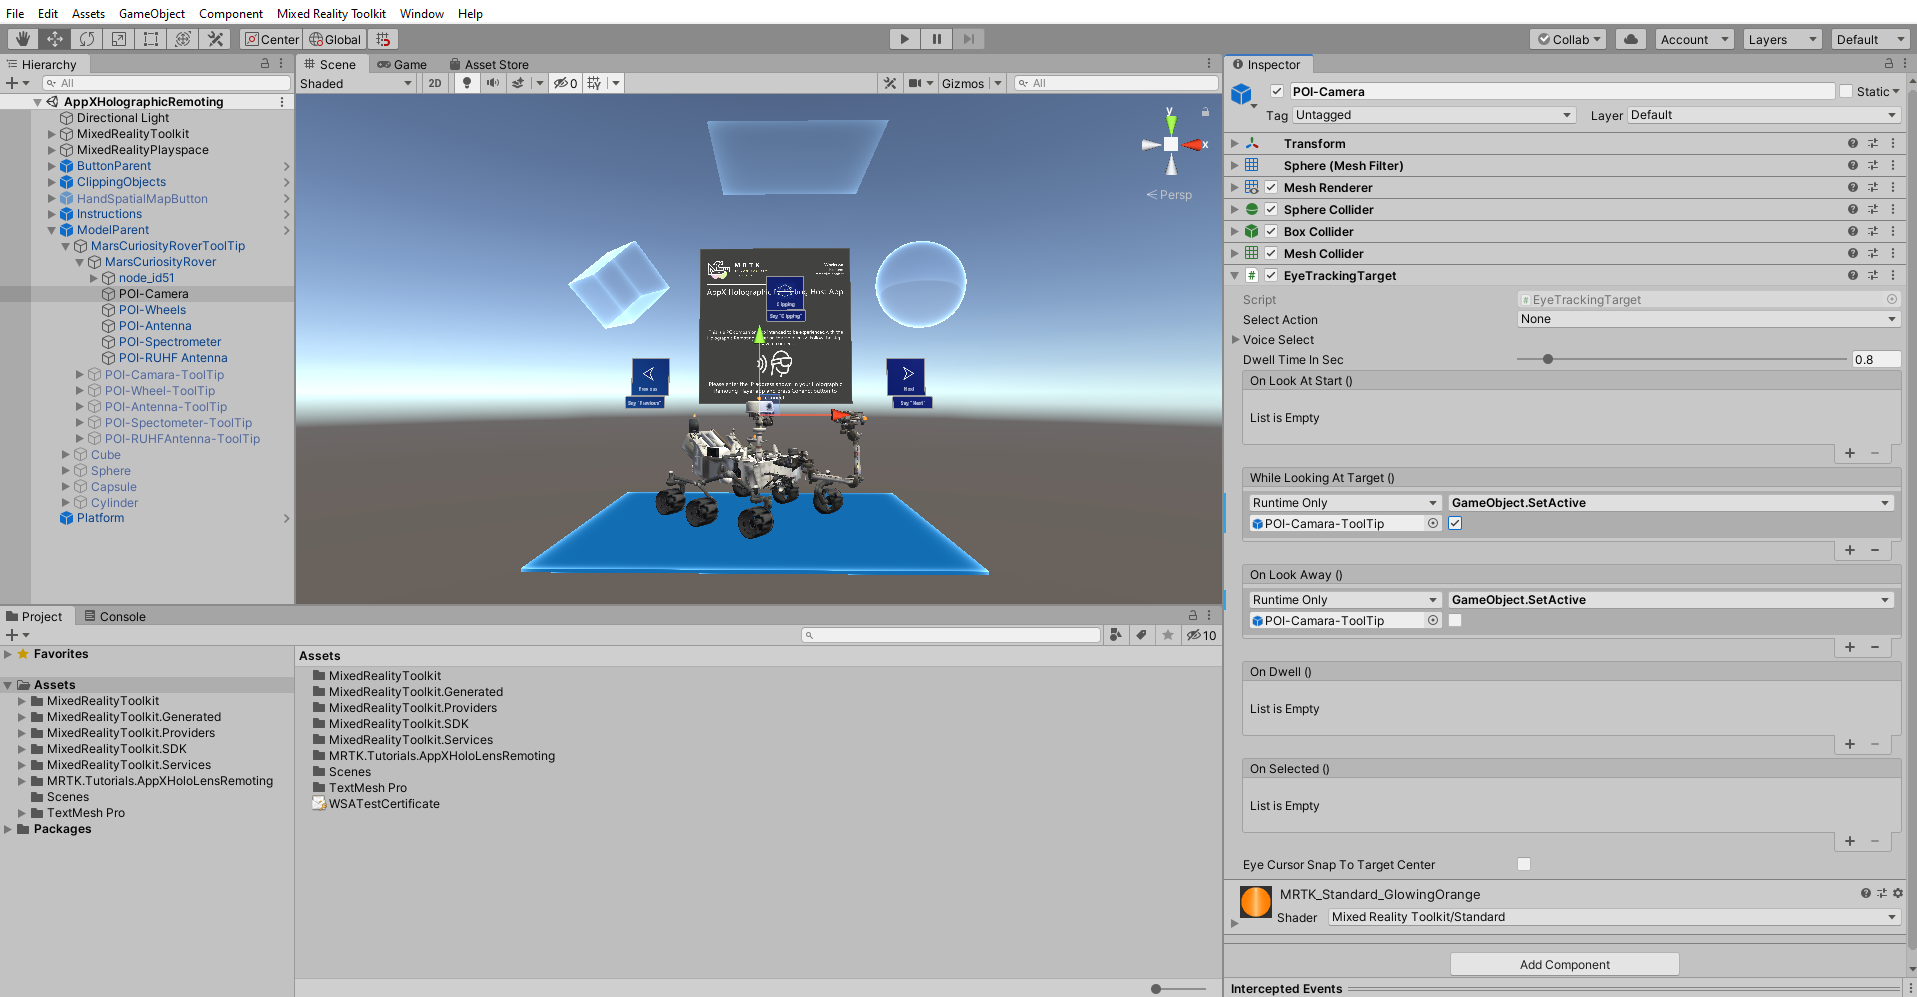 File Edit Assets GameObject Component Mixed Reality Toolkit Window Help
Center Global
Collab Account Layers Default
Hierarchy
All
AppXHolographicRemoting
Directional Light
MixedRealityToolkit
MixedRealityPlayspace
ButtonParent
ClippingObjects
HandSpatialMapButton
Instructions
ModelParent
MarsCuriosityRoverToolTip
MarsCuriosityRover
node_id51
POI-Camera
POI-Wheels
POI-Antenna
POI-Spectrometer
POI-RUHF Antenna
POI-Camara-ToolTip
POI-Wheel-ToolTip
POI-Antenna-ToolTip
POI-Spectometer-ToolTip
POI-RUHFAntenna-ToolTip
Cube
Sphere
Capsule
Cylinder
Platform
Scene Game Asset Store
Shaded 2D 0 Gizmos All
y
x
Persp
MRTK
AppX Holographic Remoting, Host App
Clipping
Say "Clipping"
Previous
Say "Previous"
Next
Say "Next"
Project Console
10
Favorites
Assets
MixedRealityToolkit
MixedRealityToolkit.Generated
MixedRealityToolkit.Providers
MixedRealityToolkit.SDK
MixedRealityToolkit.Services
MRTK.Tutorials.AppXHoloLensRemoting
Scenes
TextMesh Pro
Packages
Assets
MixedRealityToolkit
MixedRealityToolkit.Generated
MixedRealityToolkit.Providers
MixedRealityToolkit.SDK
MixedRealityToolkit.Services
MRTK.Tutorials.AppXHoloLensRemoting
Scenes
TextMesh Pro
WSATestCertificate
Inspector
POI-Camera Static
Tag Untagged Layer Default
Transform
Sphere (Mesh Filter)
Mesh Renderer
Sphere Collider
Box Collider
Mesh Collider
# EyeTrackingTarget
Script EyeTrackingTarget
Select Action None
Voice Select
Dwell Time In Sec 0.8
On Look At Start ()
List is Empty
+ −
While Looking At Target ()
Runtime Only GameObject.SetActive
POI-Camara-ToolTip
+ −
On Look Away ()
Runtime Only GameObject.SetActive
POI-Camara-ToolTip
+ −
On Dwell ()
List is Empty
+ −
On Selected ()
List is Empty
+ −
Eye Cursor Snap To Target Center
MRTK_Standard_GlowingOrange
Shader Mixed Reality Toolkit/Standard
Add Component
Intercepted Events